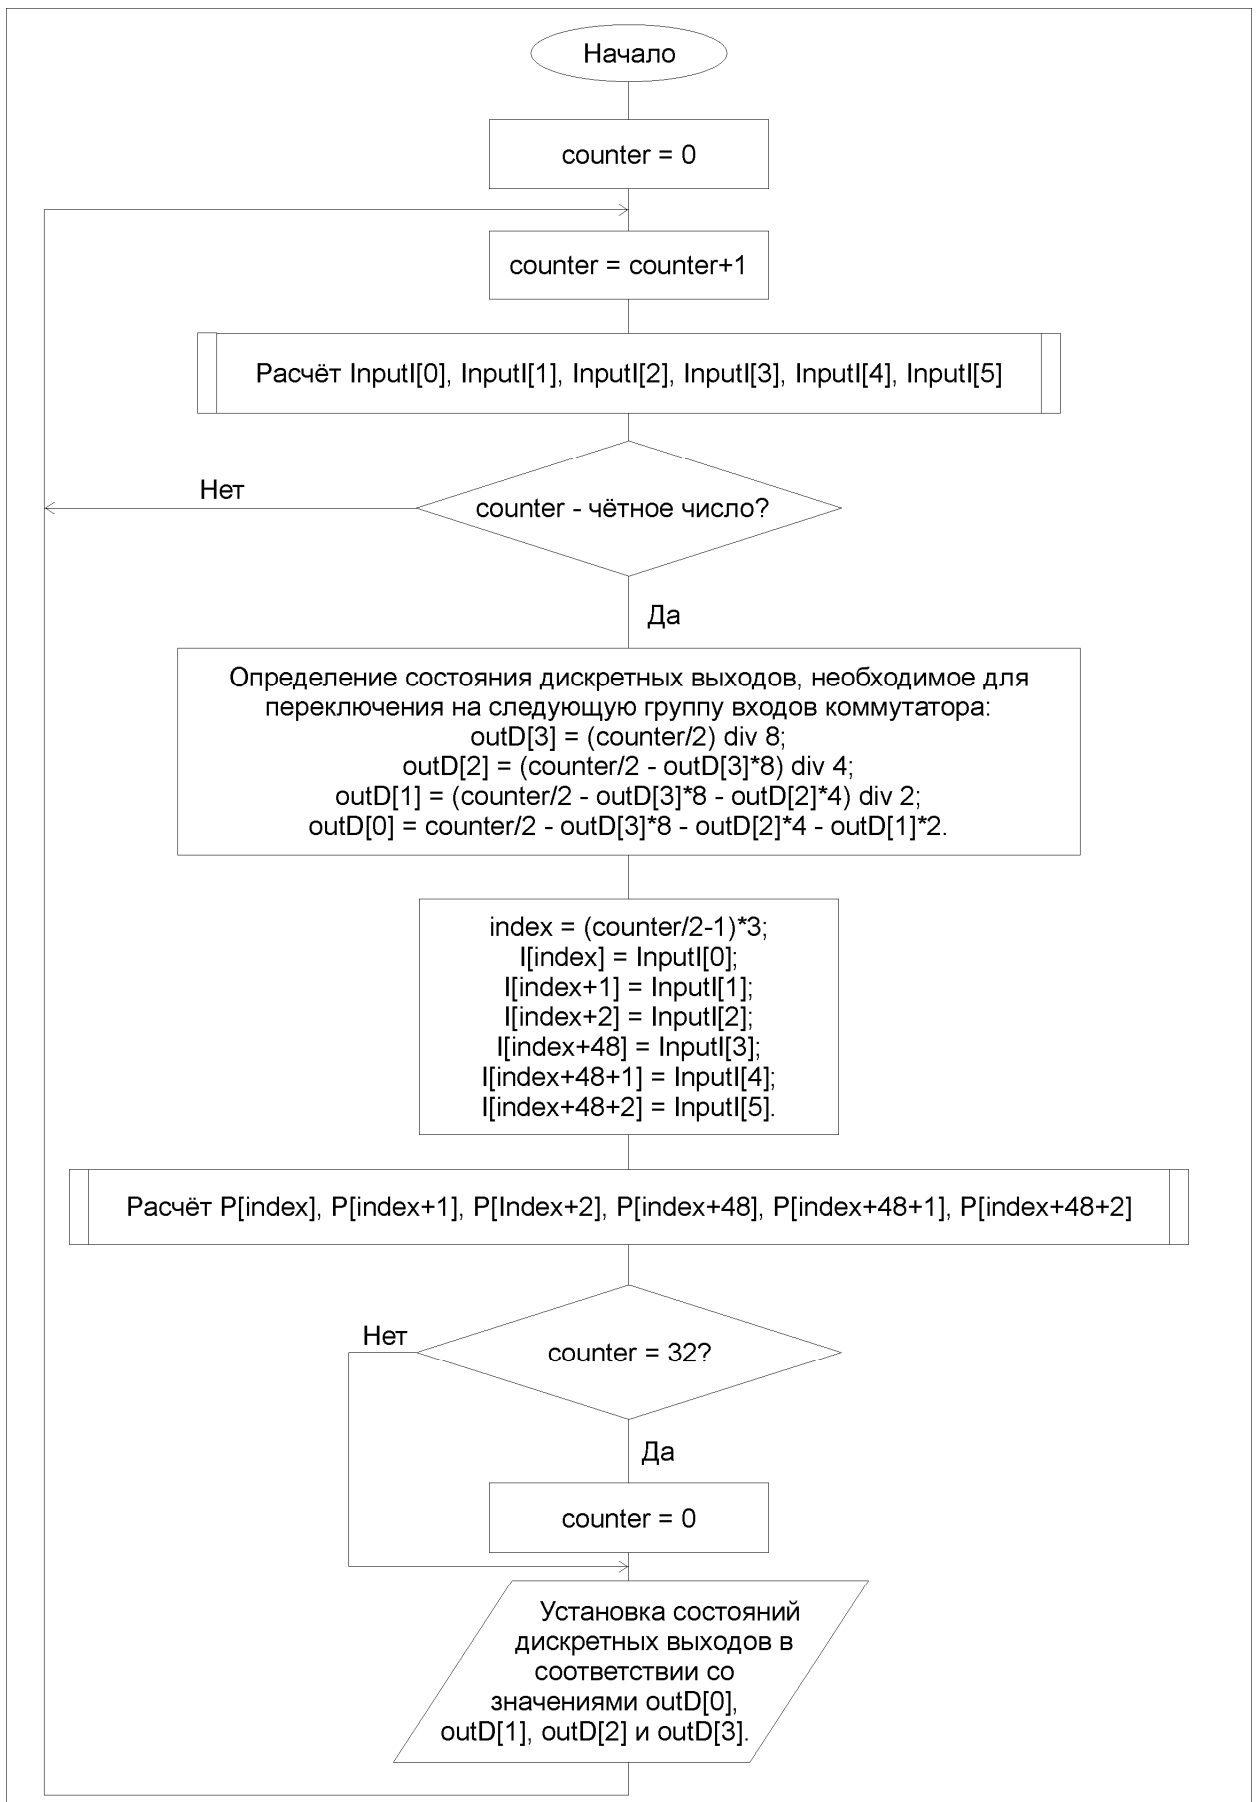 Начало
counter = 0
counter = counter+1
Расчёт InputI[0], InputI[1], InputI[2], InputI[3], InputI[4], InputI[5]
Нет
counter - чётное число?
Да
Определение состояния дискретных выходов, необходимое для
переключения на следующую группу входов коммутатора:
outD[3] = (counter/2) div 8;
outD[2] = (counter/2 - outD[3]*8) div 4;
outD[1] = (counter/2 - outD[3]*8 - outD[2]*4) div 2;
outD[0] = counter/2 - outD[3]*8 - outD[2]*4 - outD[1]*2.
index = (counter/2-1)*3;
I[index] = InputI[0];
I[index+1] = InputI[1];
I[index+2] = InputI[2];
I[index+48] = InputI[3];
I[index+48+1] = InputI[4];
I[index+48+2] = InputI[5].
Расчёт P[index], P[index+1], P[Index+2], P[index+48], P[index+48+1], P[index+48+2]
Нет
counter = 32?
Да
counter = 0
Установка состояний
дискретных выходов в
соответствии со
значениями outD[0],
outD[1], outD[2] и outD[3].